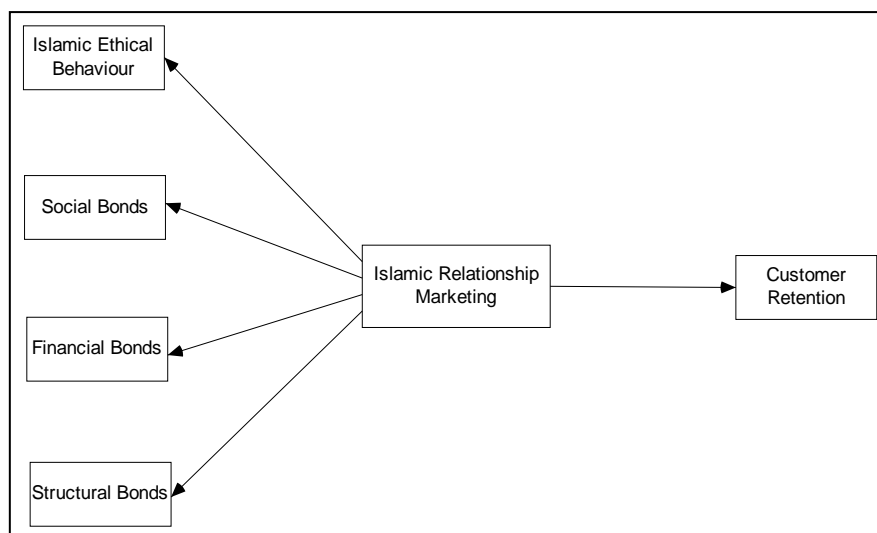 Islamic Ethical
Behaviour
Social Bonds
Financial Bonds
Structural Bonds
Islamic Relationship
Marketing
Customer
Retention